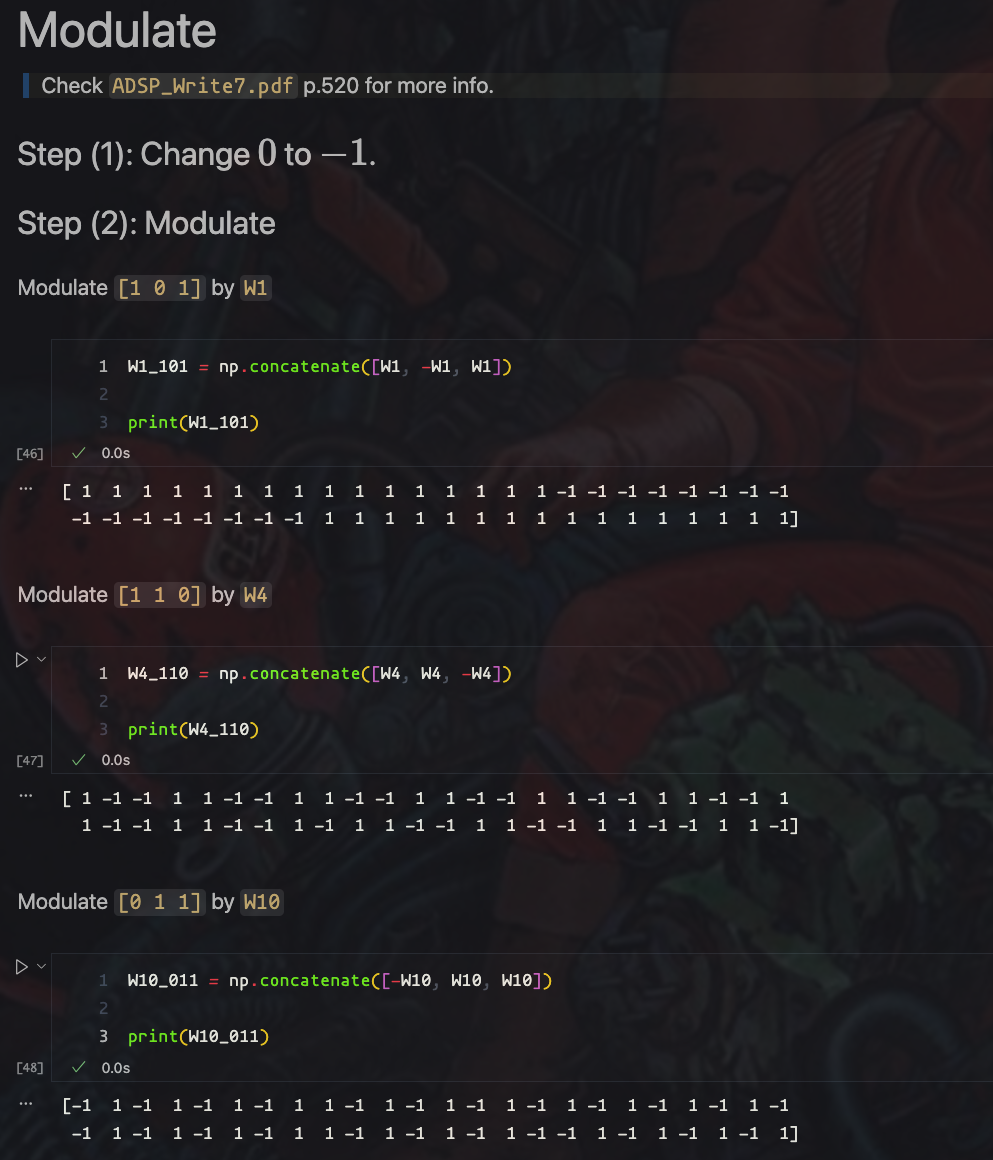 Modulate
Check ADSP_Write7.pdf p.520 for more info.
Step (1): Change 0 to −1.
Step (2): Modulate
Modulate [1 0 1] by W1
1 W1_101 = np.concatenate([W1, -W1, W1])
2
3 print(W1_101)
[46] ✓ 0.0s
... [ 1  1  1  1  1  1  1  1  1  1  1  1  1  1  1  1 -1 -1 -1 -1 -1 -1 -1 -1
-1 -1 -1 -1 -1 -1 -1 -1  1  1  1  1  1  1  1  1  1  1  1  1  1  1  1  1]
Modulate [1 1 0] by W4
1 W4_110 = np.concatenate([W4, W4, -W4])
2
3 print(W4_110)
[47] ✓ 0.0s
... [ 1 -1 -1  1  1 -1 -1  1  1 -1 -1  1  1 -1 -1  1  1 -1 -1  1  1 -1 -1  1
1 -1 -1  1  1 -1 -1  1 -1  1  1 -1 -1  1  1 -1 -1  1  1 -1 -1  1  1 -1]
Modulate [0 1 1] by W10
1 W10_011 = np.concatenate([-W10, W10, W10])
2
3 print(W10_011)
[48] ✓ 0.0s
... [-1  1 -1  1 -1  1 -1  1  1 -1  1 -1  1 -1  1 -1  1 -1  1 -1  1 -1  1 -1
-1  1 -1  1 -1  1 -1  1  1 -1  1 -1  1 -1  1 -1 -1  1 -1  1 -1  1 -1  1]